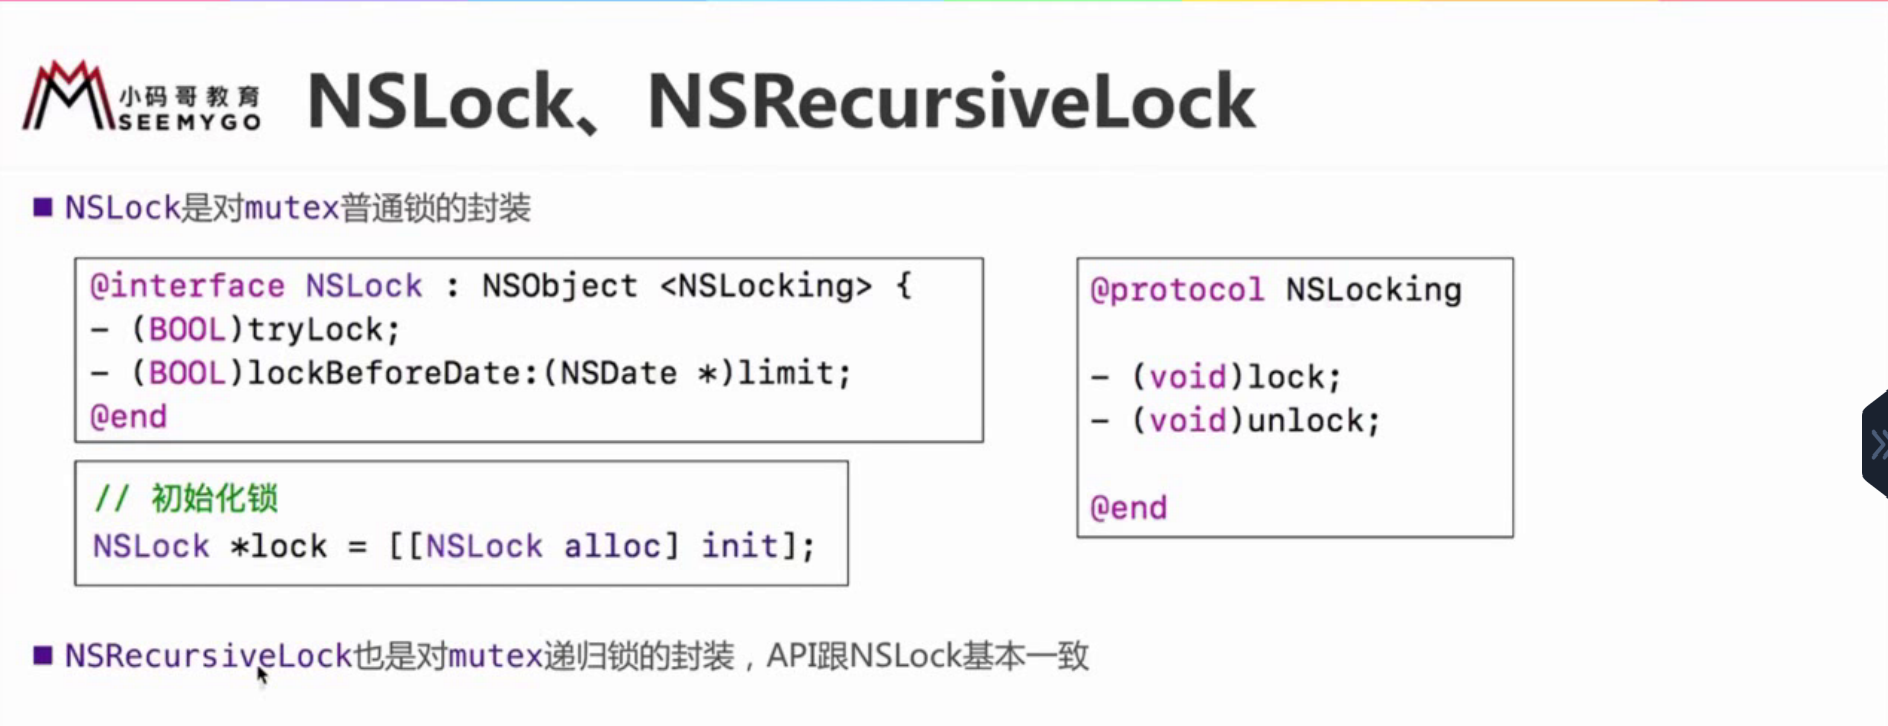 小码哥教育
SEEMYGO
NSLock、NSRecursiveLock
NSLock是对mutex普通锁的封装
@interface NSLock : NSObject <NSLocking> {
- (BOOL)tryLock;
- (BOOL)lockBeforeDate:(NSDate *)limit;
@end
@protocol NSLocking
- (void)lock;
- (void)unlock;
@end
// 初始化锁
NSLock *lock = [[NSLock alloc] init];
NSRecursiveLock也是对mutex递归锁的封装，API跟NSLock基本一致